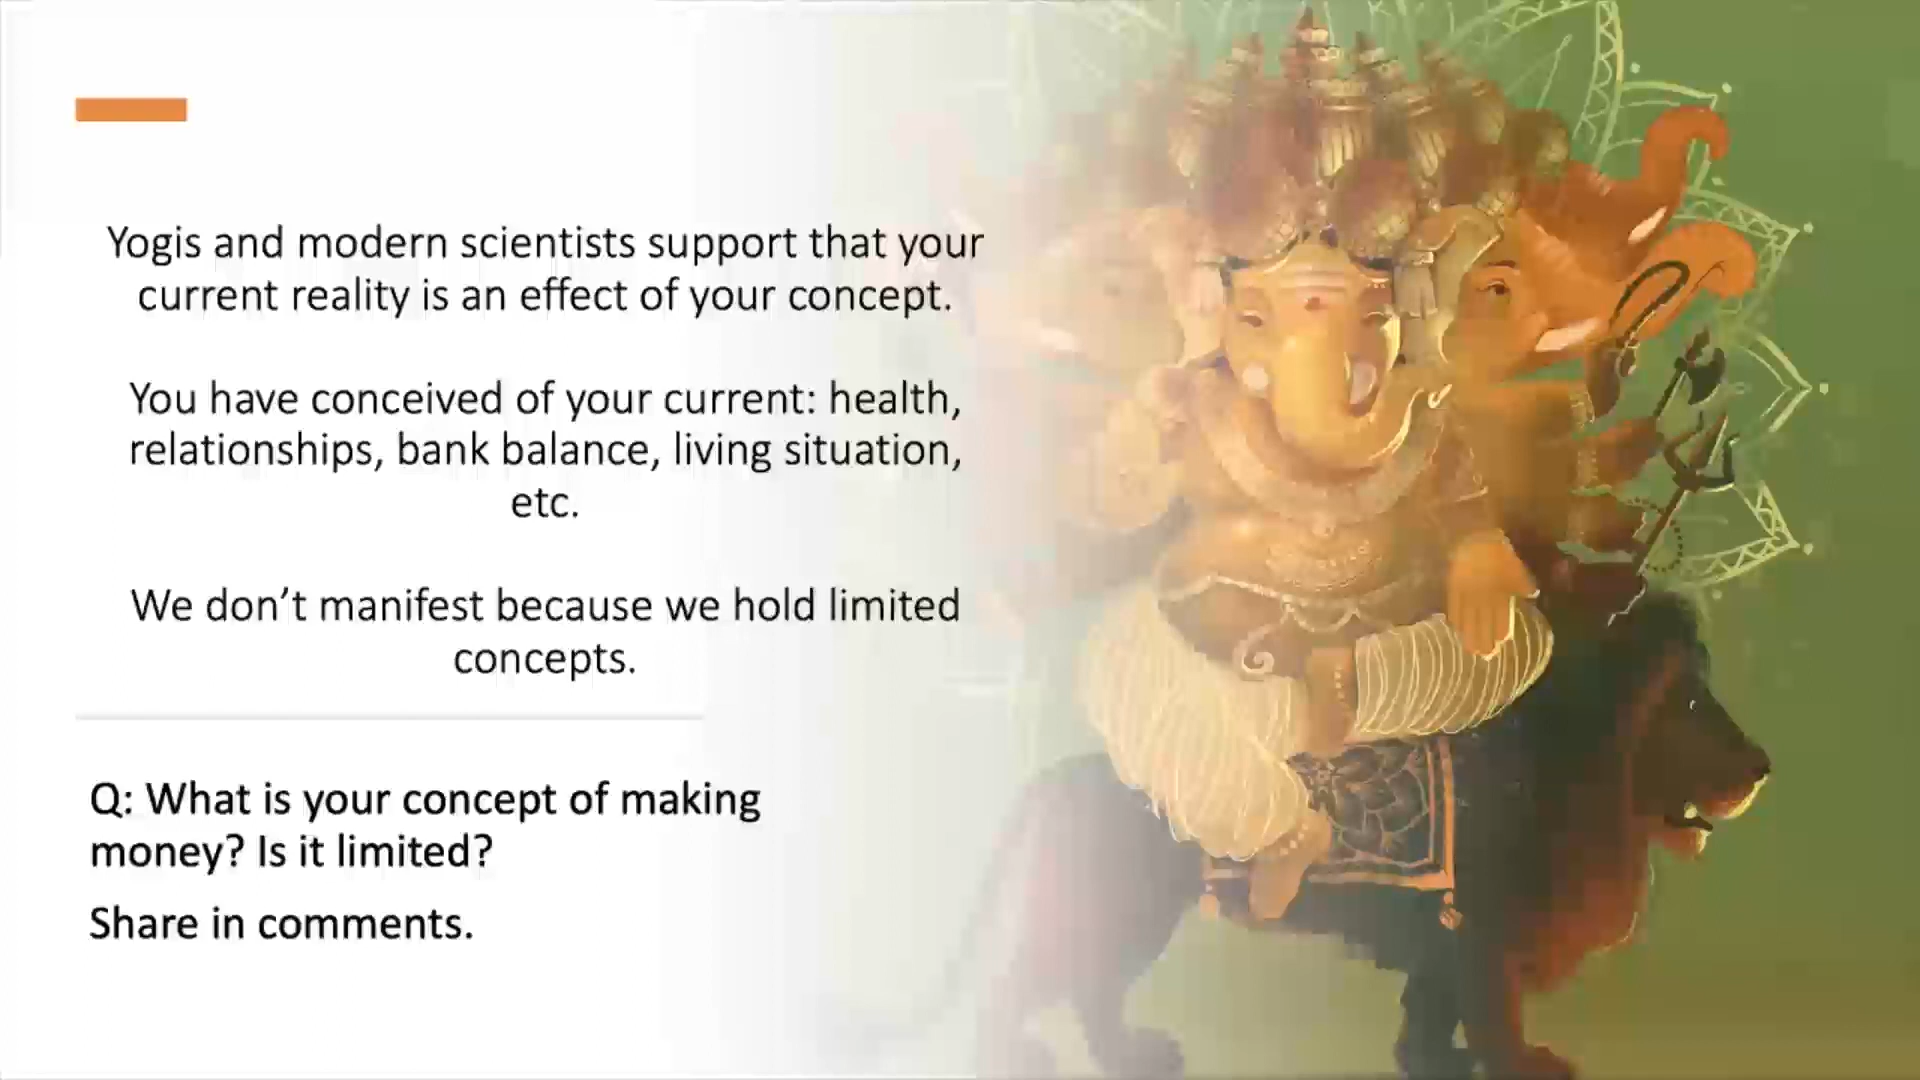 Yogis and modern scientists support that your
current reality is an effect of your concept.
You have conceived of your current: health,
relationships, bank balance, living situation,
etc.
We don’t manifest because we hold limited
concepts.
Q: What is your concept of making
money? Is it limited?
Share in comments.